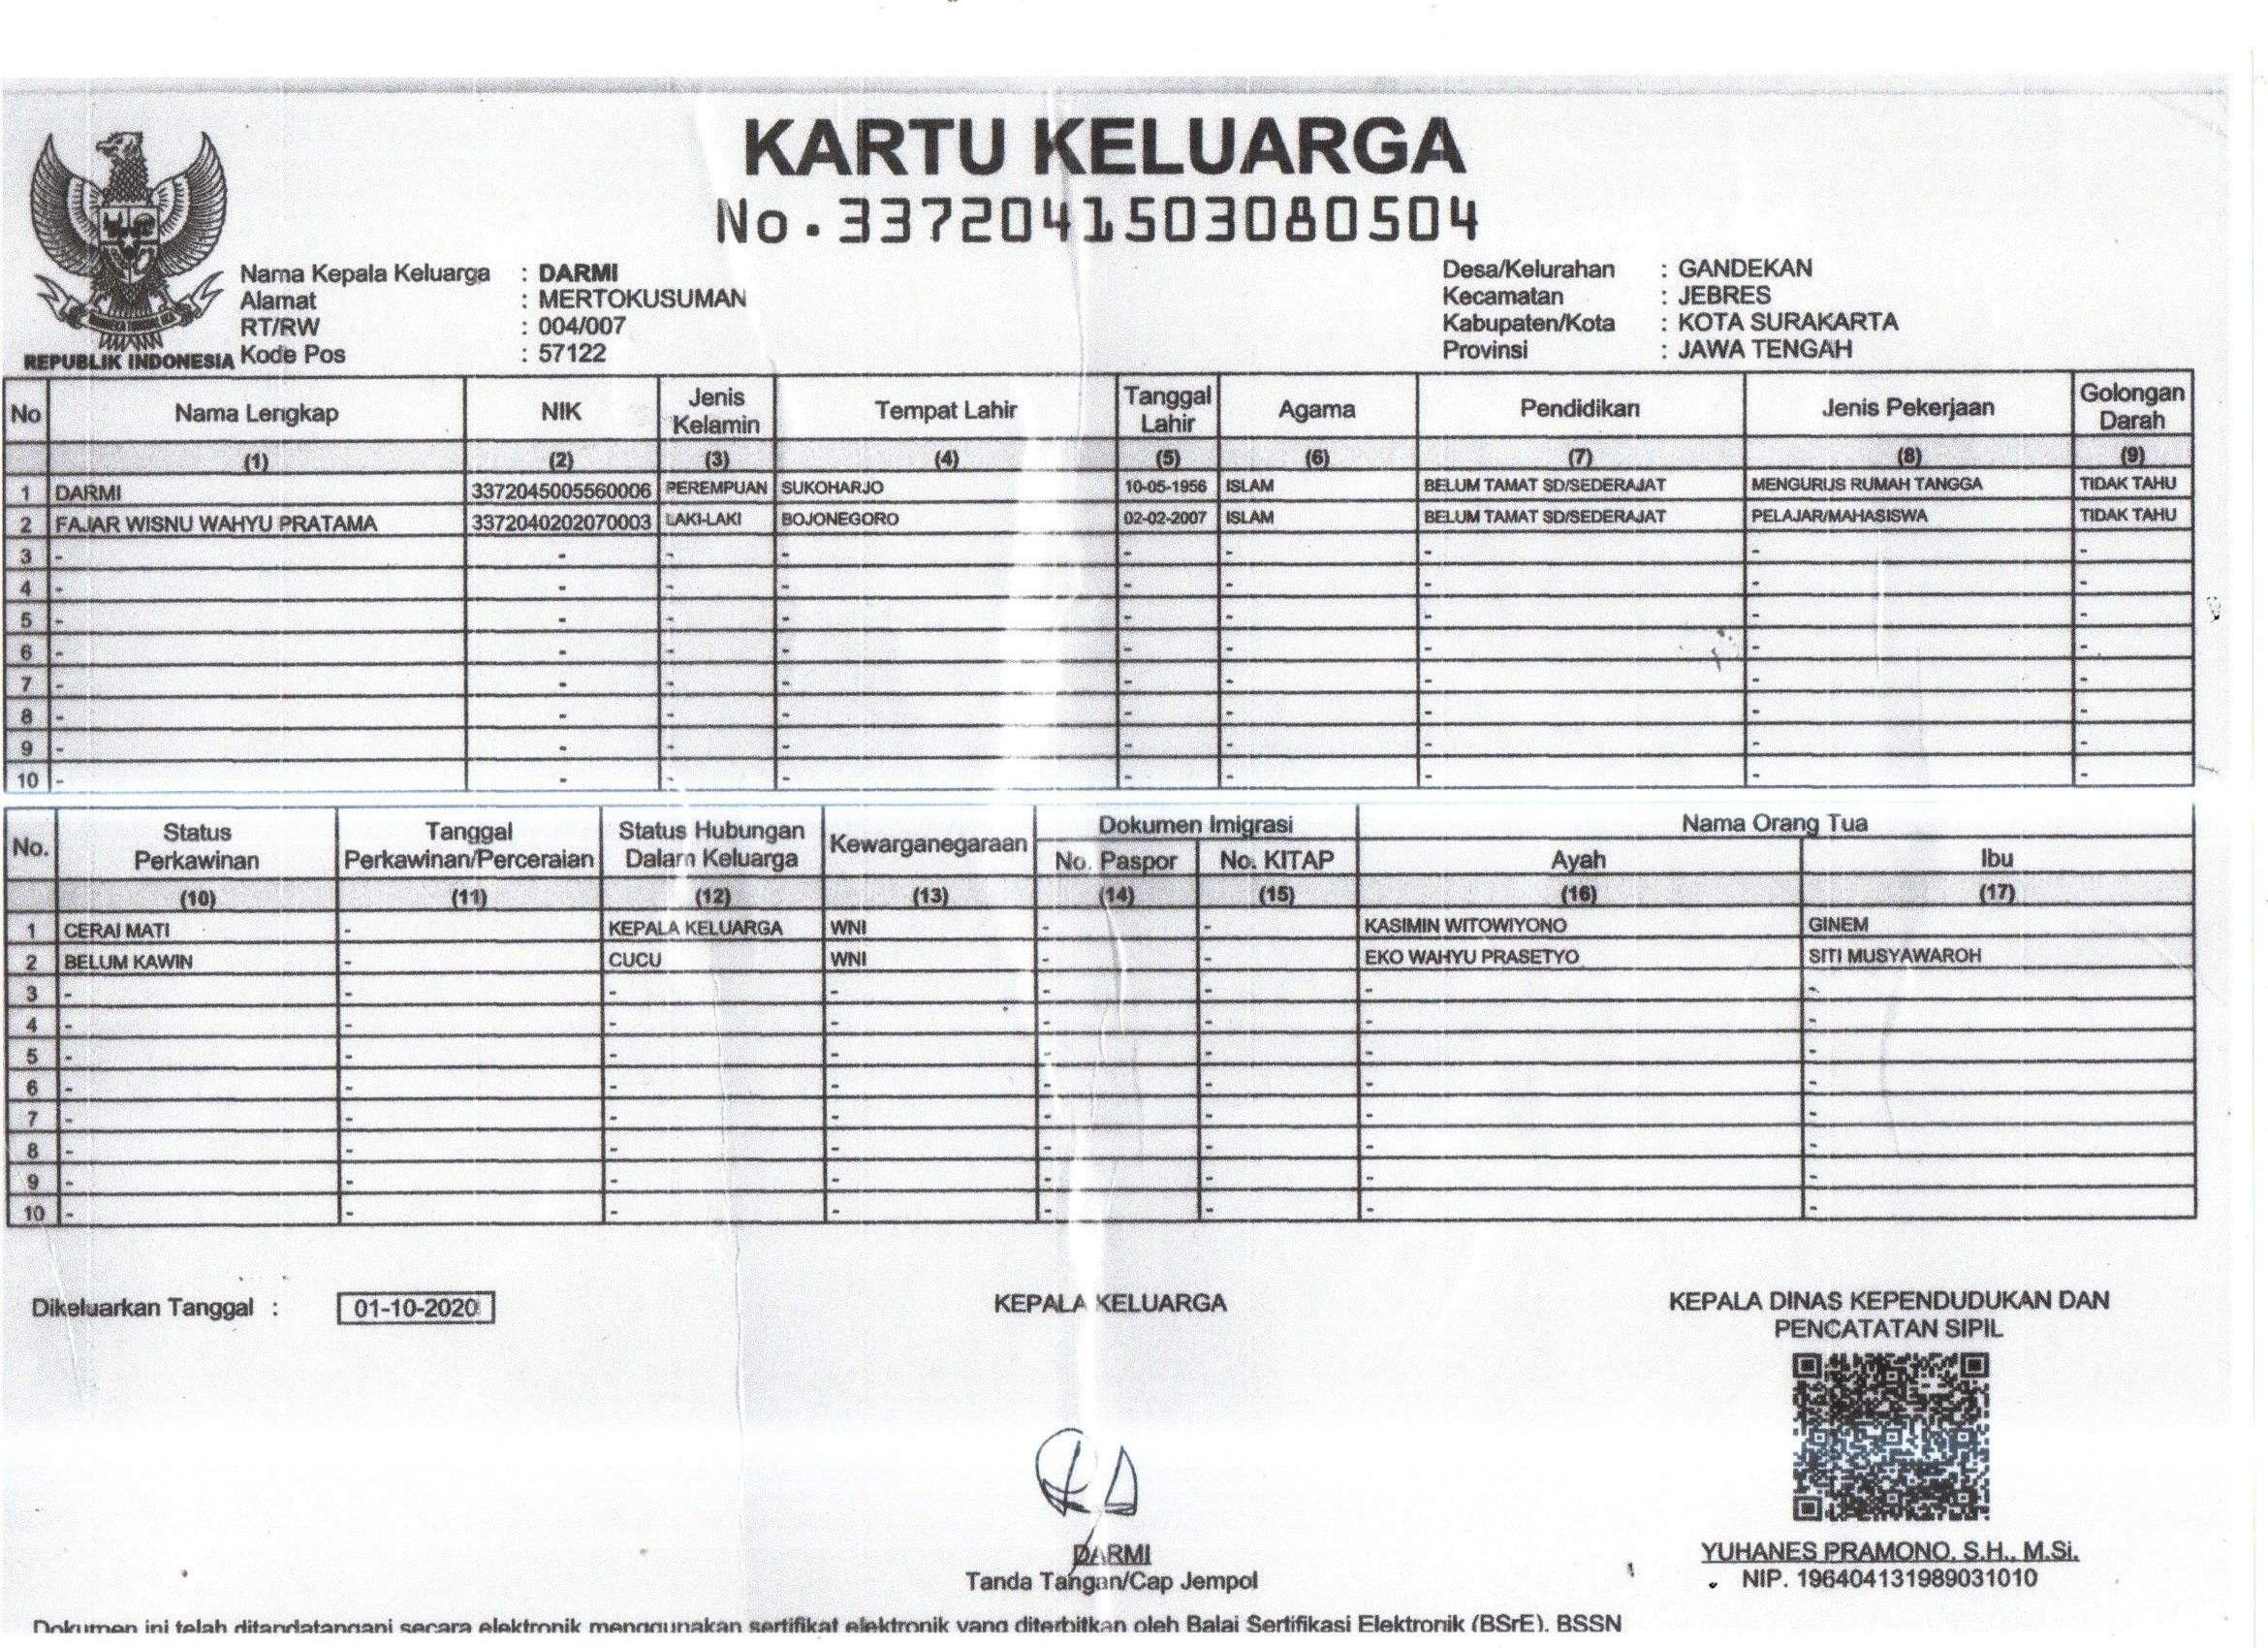 KARTU KELUARGA
No. 3372041503080504
REPUBLIK INDONESIA
Nama Kepala Keluarga : DARMI
Alamat : MERTOKUSUMAN
RT/RW : 004/007
Kode Pos : 57122
Desa/Kelurahan : GANDEKAN
Kecamatan : JEBRES
Kabupaten/Kota : KOTA SURAKARTA
Provinsi : JAWA TENGAH
No Nama Lengkap NIK Jenis Kelamin Tempat Lahir Tanggal Lahir Agama Pendidikan Jenis Pekerjaan Golongan Darah
(1) (2) (3) (4) (5) (6) (7) (8) (9)
1 DARMI 3372045005560006 PEREMPUAN SUKOHARJO 10-05-1956 ISLAM BELUM TAMAT SD/SEDERAJAT MENGURUS RUMAH TANGGA TIDAK TAHU
2 FAJAR WISNU WAHYU PRATAMA 3372040202070003 LAKI-LAKI BOJONEGORO 02-02-2007 ISLAM BELUM TAMAT SD/SEDERAJAT PELAJAR/MAHASISWA TIDAK TAHU
3 - - - - - - - - -
4 - - - - - - - - -
5 - - - - - - - - -
6 - - - - - - - - -
7 - - - - - - - - -
8 - - - - - - - - -
9 - - - - - - - - -
10 - - - - - - - - -
No. Status Perkawinan Tanggal Perkawinan/Perceraian Status Hubungan Dalam Keluarga Kewarganegaraan Dokumen Imigrasi Nama Orang Tua
No. Paspor No. KITAP Ayah Ibu
(10) (11) (12) (13) (14) (15) (16) (17)
1 CERAI MATI - KEPALA KELUARGA WNI - - KASIMIN WITOWIYONO GINEM
2 BELUM KAWIN - CUCU WNI - - EKO WAHYU PRASETYO SITI MUSYAWAROH
3 - - - - - - - -
4 - - - - - - - -
5 - - - - - - - -
6 - - - - - - - -
7 - - - - - - - -
8 - - - - - - - -
9 - - - - - - - -
10 - - - - - - - -
Dikeluarkan Tanggal : 01-10-2020
KEPALA KELUARGA
DARMI
Tanda Tangan/Cap Jempol
KEPALA DINAS KEPENDUDUKAN DAN
PENCATATAN SIPIL
YUHANES PRAMONO, S.H., M.Si.
NIP. 196404131989031010
Dokumen ini telah ditandatangani secara elektronik menggunakan sertifikat elektronik yang diterbitkan oleh Balai Sertifikasi Elektronik (BSrE), BSSN